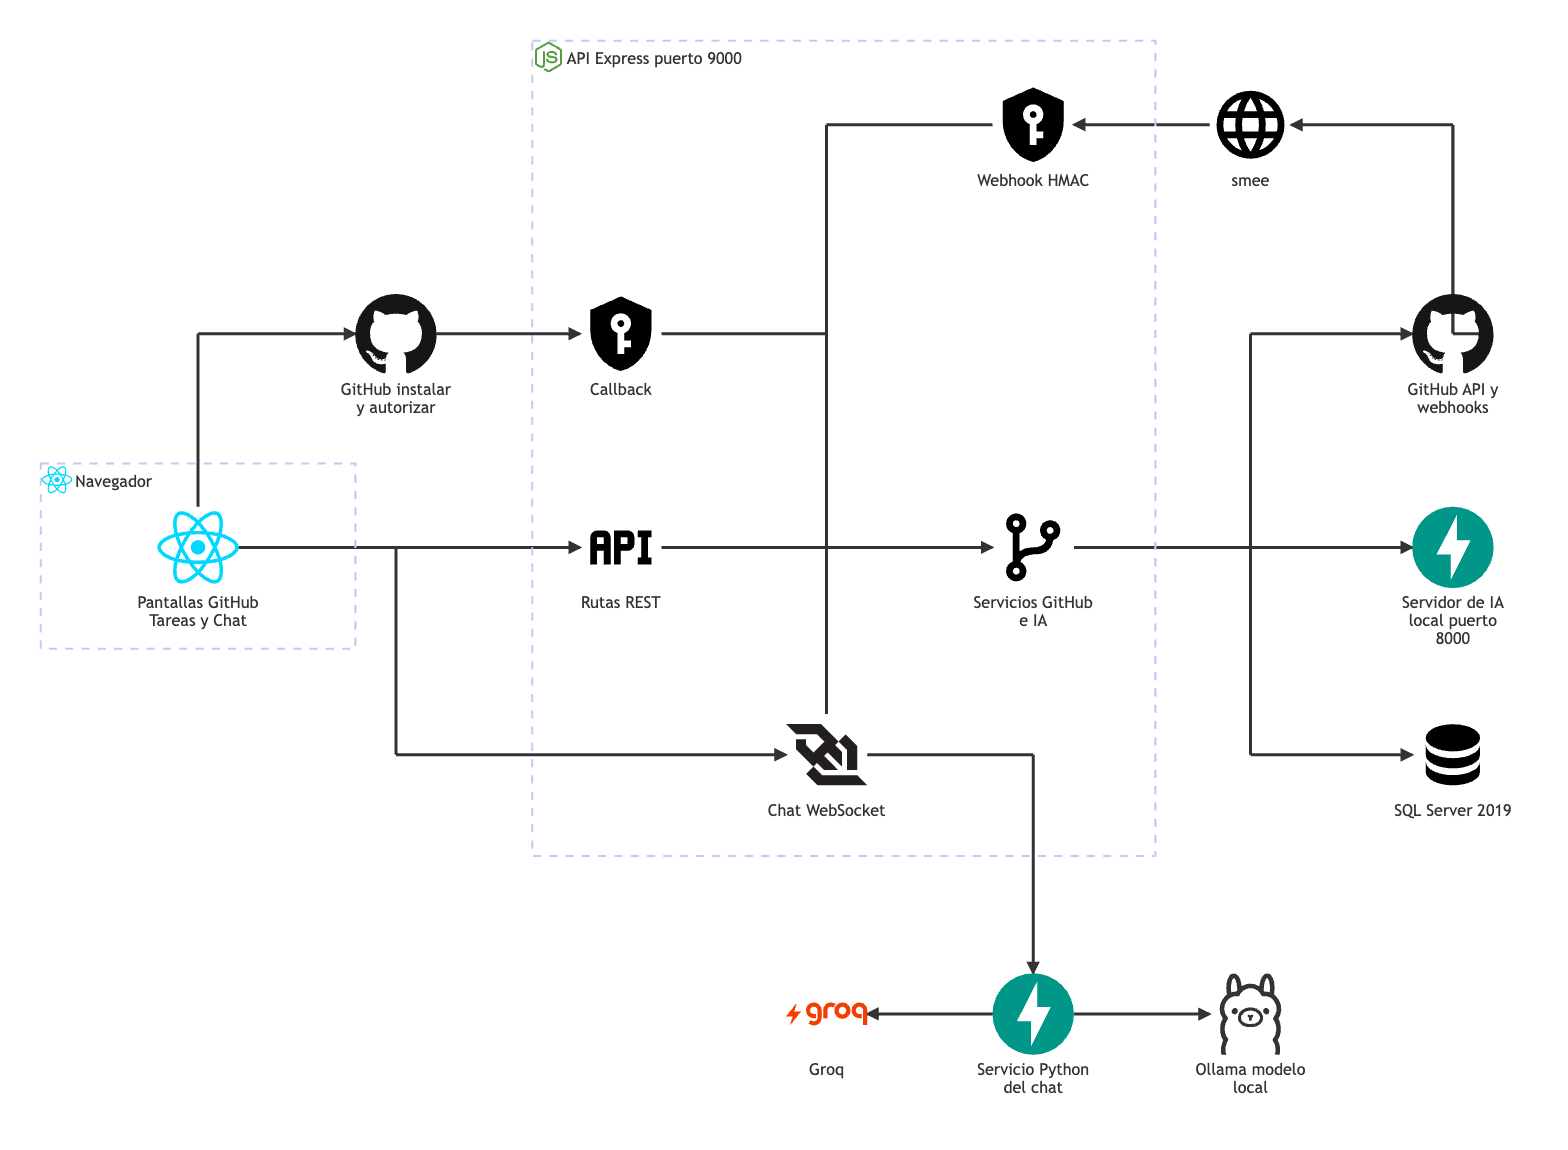 API Express puerto 9000
Webhook HMAC
smee
GitHub instalar
y autorizar
Callback
GitHub API y
webhooks
Navegador
API
Pantallas GitHub
Tareas y Chat
Rutas REST
Servicios GitHub
e IA
Servidor de IA
local puerto
8000
Chat WebSocket
SQL Server 2019
groq
Groq
Servicio Python
del chat
Ollama modelo
local